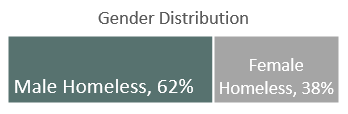 Gender Distribution
Male Homeless, 62%
Female
Homeless, 38%